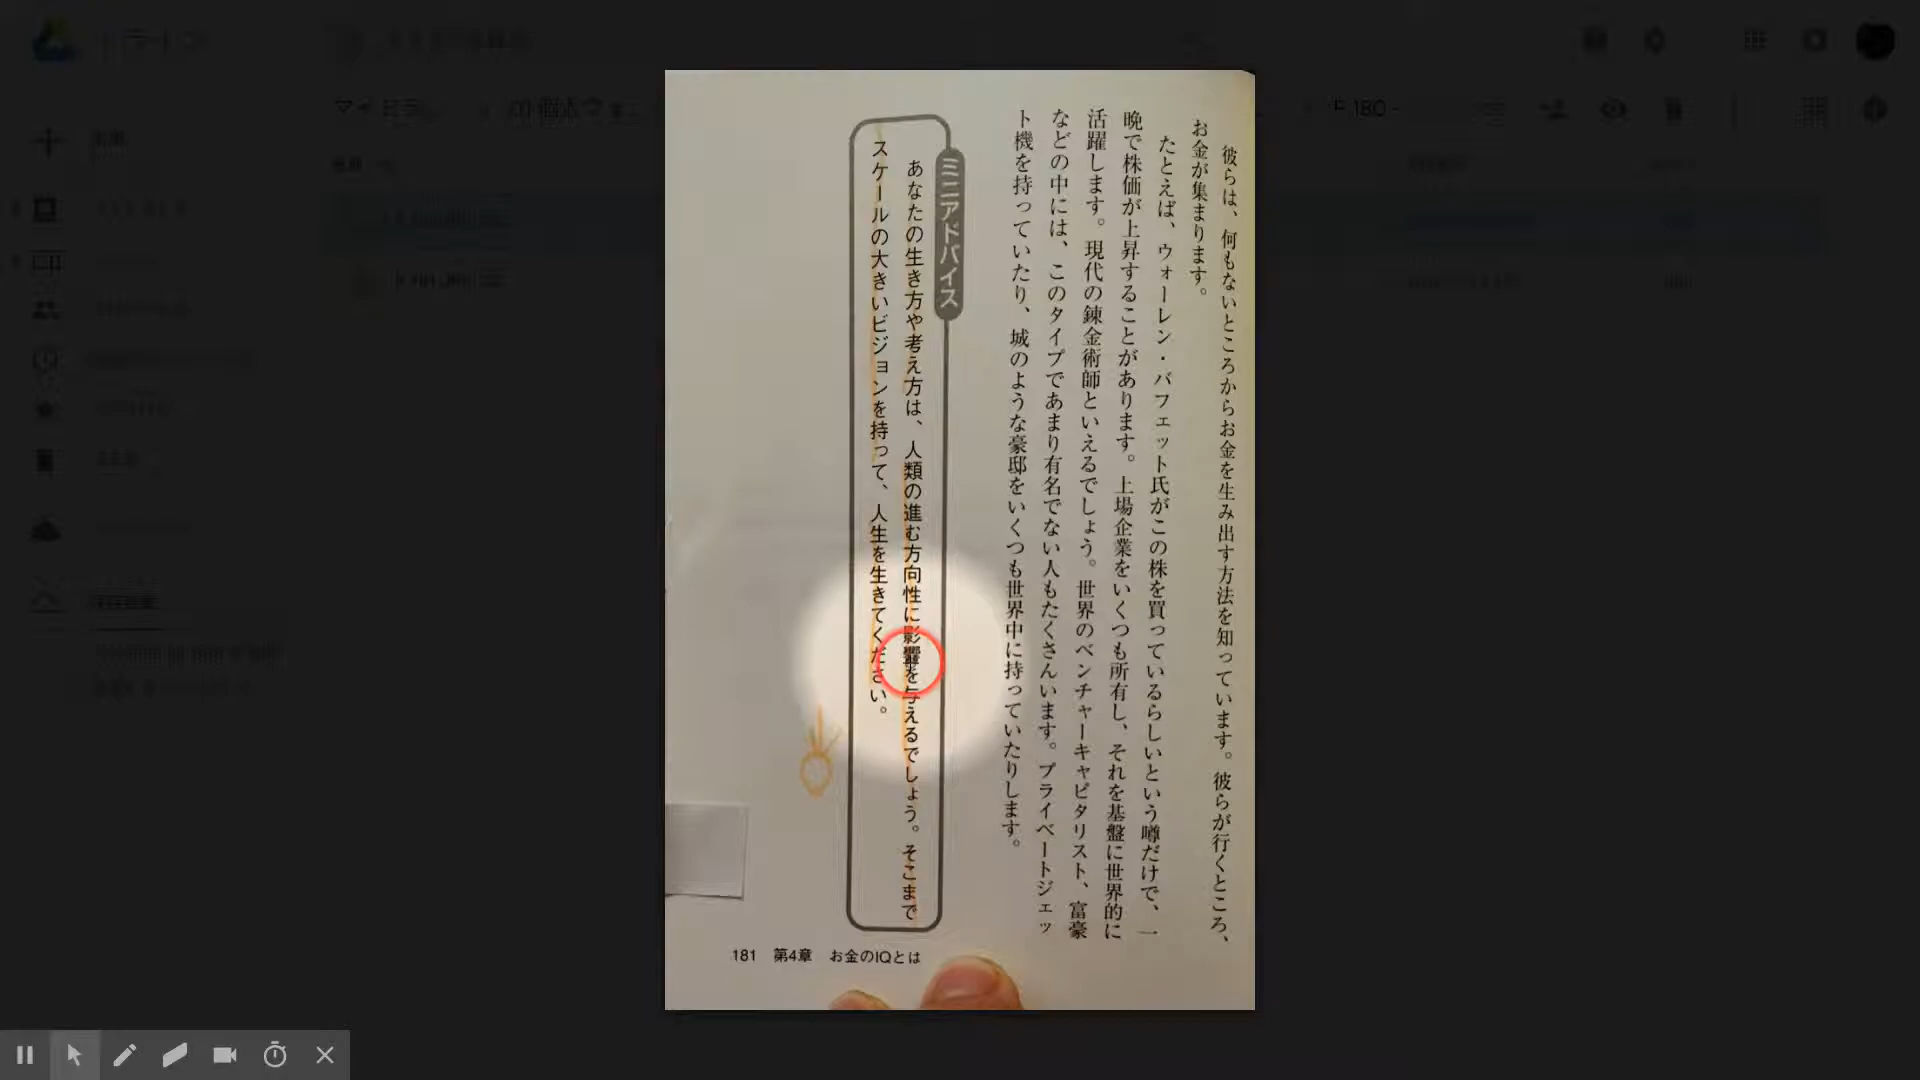 彼らは、何もないところからお金を生み出す方法を知っています。彼らが行くところ、
お金が集まります。
たとえば、ウォーレン・バフェット氏がこの株を買っているらしいという噂だけで、一
晩で株価が上昇することがあります。上場企業をいくつも所有し、それを基盤に世界的に
活躍します。現代の錬金術師といえるでしょう。世界のベンチャーキャピタリスト、富豪
などの中には、このタイプであまり有名でない人もたくさんいます。プライベートジェッ
ト機を持っていたり、城のような豪邸をいくつも世界中に持っていたりします。
ミニアドバイス
あなたの生き方や考え方は、人類の進む方向性に影響を与えるでしょう。そこまで
スケールの大きいビジョンを持って、人生を生きてください。
181 第4章 お金のIQとは